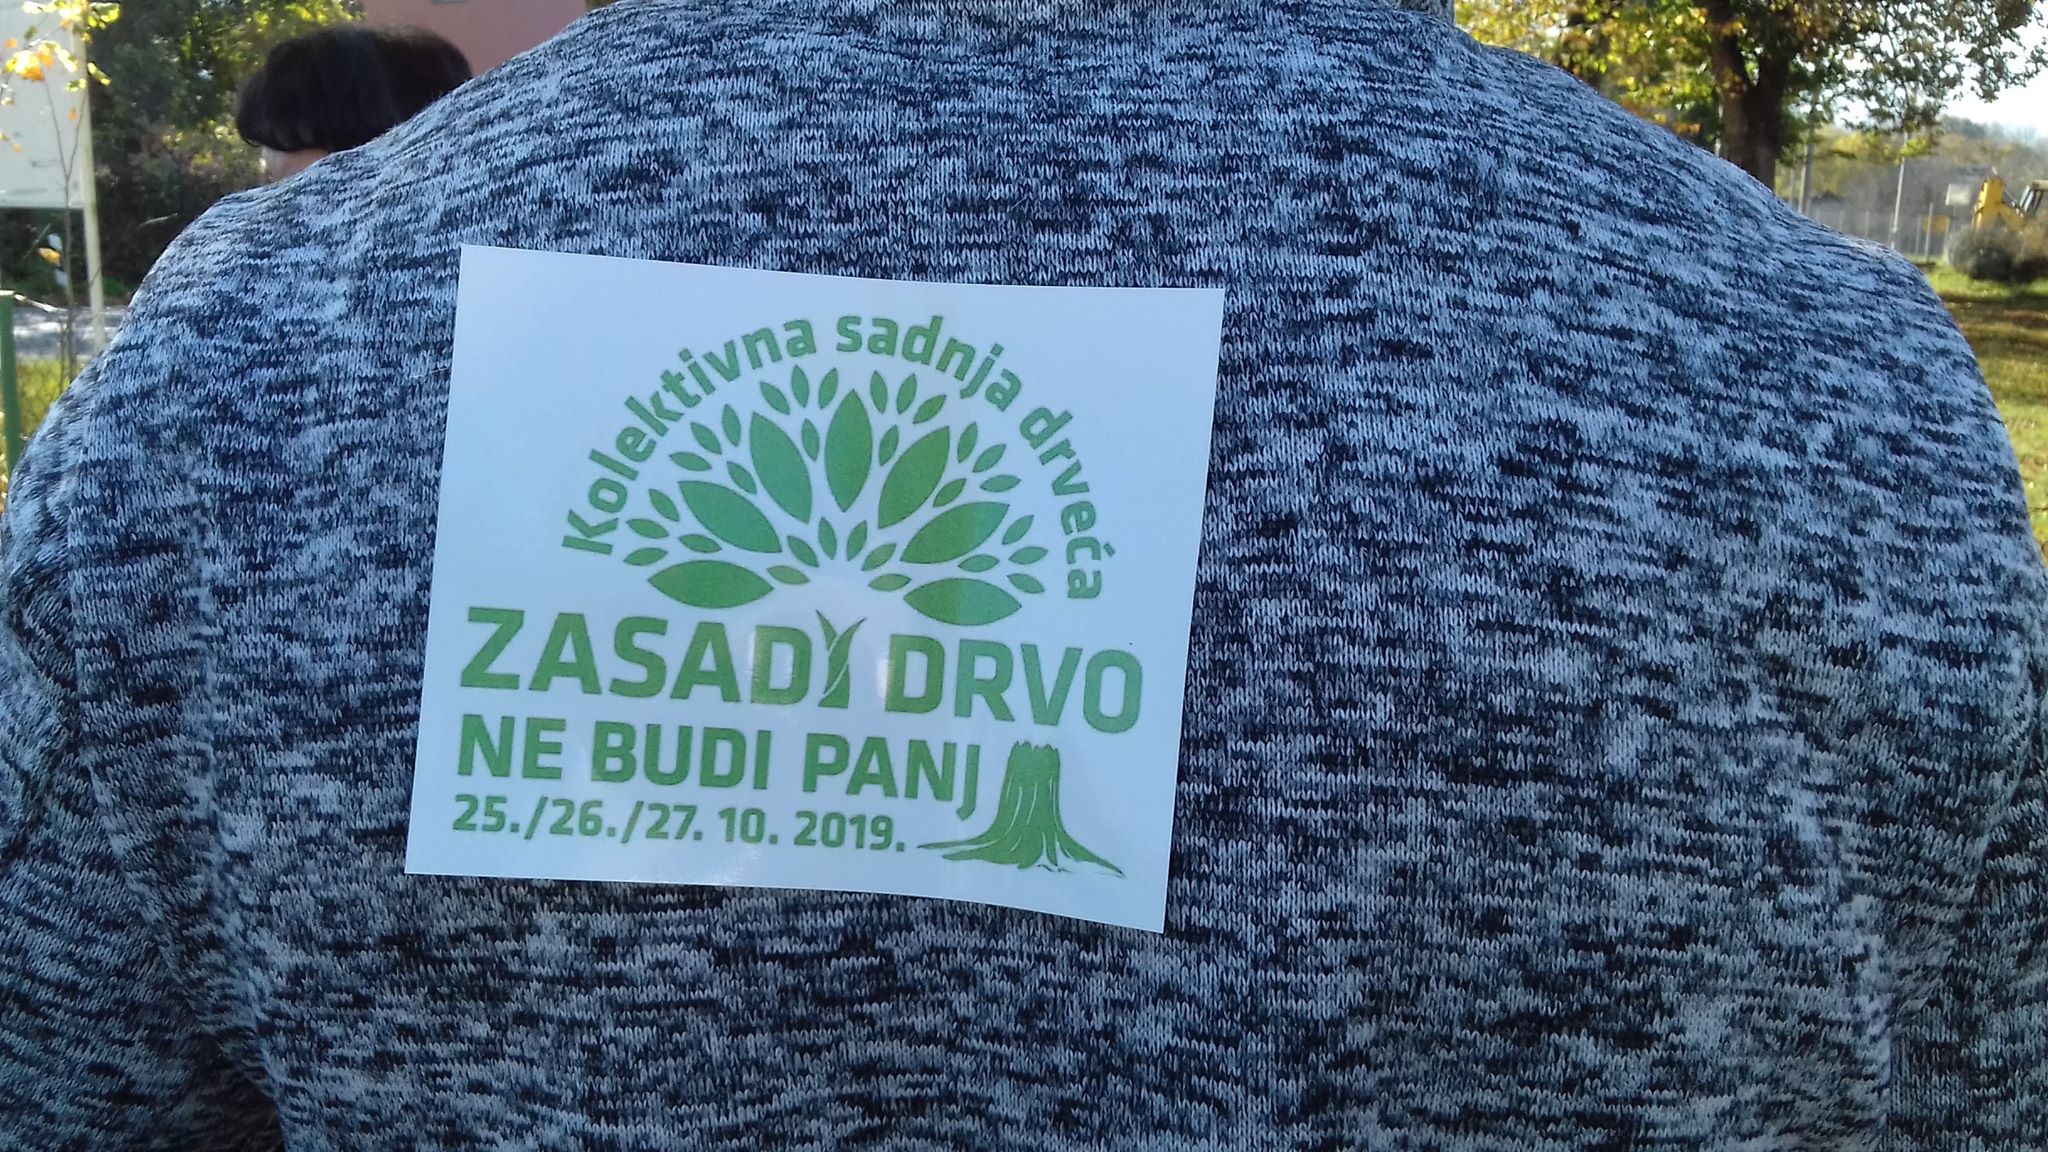 Kolektivna sadnja drveća
ZASADI DRVO
NE BUDI PANJ
25./26./27. 10. 2019.